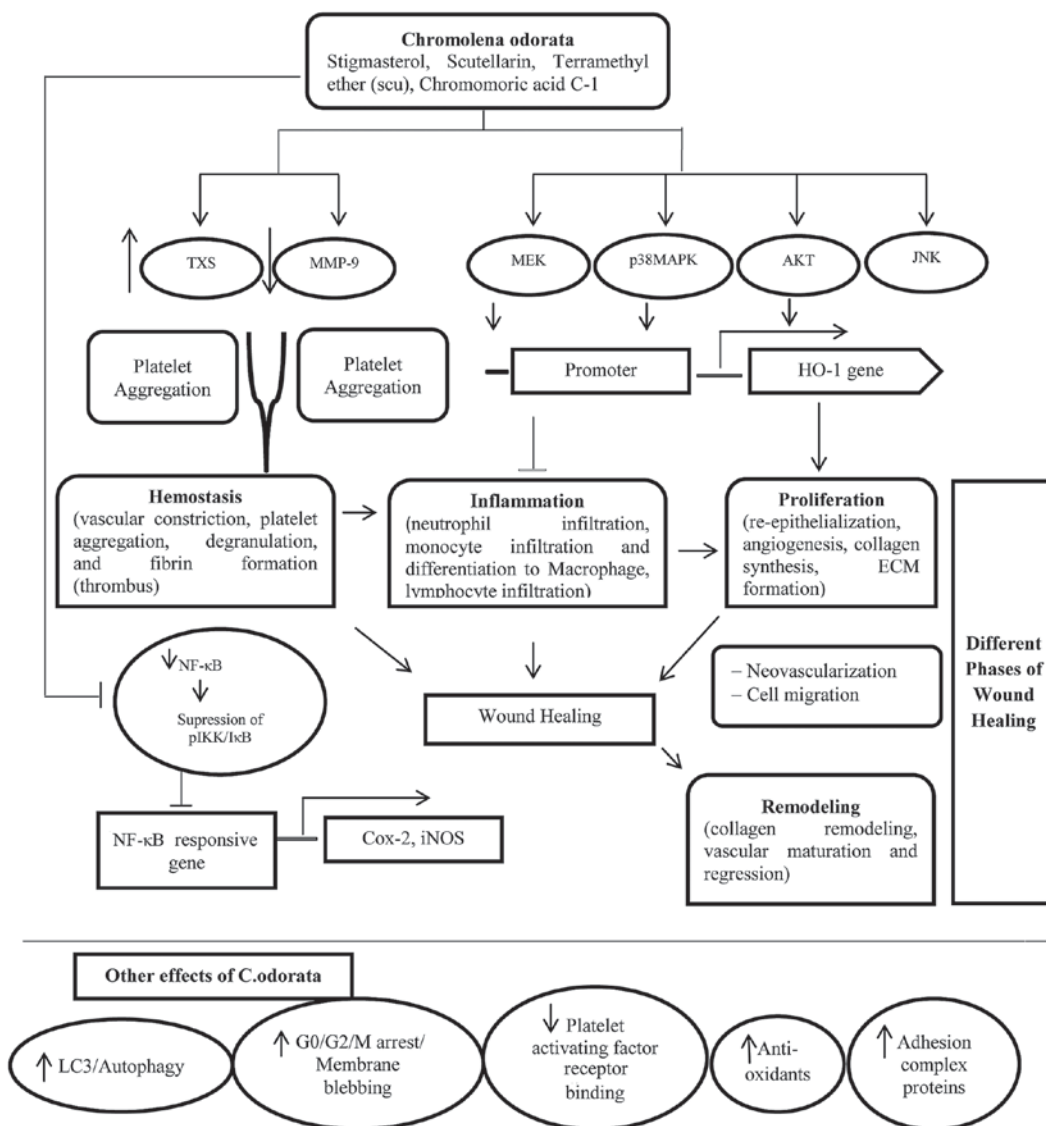 Chromolena odorata
Stigmasterol, Scutellarin, Terramethyl
ether (scu), Chromomoric acid C-1
TXS
MMP-9
MEK
p38MAPK
AKT
JNK
Platelet
Aggregation
Platelet
Aggregation
Promoter
HO-1 gene
Hemostasis
(vascular constriction, platelet
aggregation, degranulation,
and fibrin formation
(thrombus)
Inflammation
(neutrophil infiltration,
monocyte infiltration and
differentiation to Macrophage,
lymphocyte infiltration)
Proliferation
(re-epithelialization,
angiogenesis, collagen
synthesis, ECM
formation)
Different
Phases of
Wound
Healing
NF-κB
Supression of
pIKK/IκB
Wound Healing
– Neovascularization
– Cell migration
NF-κB responsive
gene
Cox-2, iNOS
Remodeling
(collagen remodeling,
vascular maturation and
regression)
Other effects of C.odorata
LC3/Autophagy
G0/G2/M arrest/
Membrane
blebbing
Platelet
activating factor
receptor
binding
Anti-
oxidants
Adhesion
complex
proteins